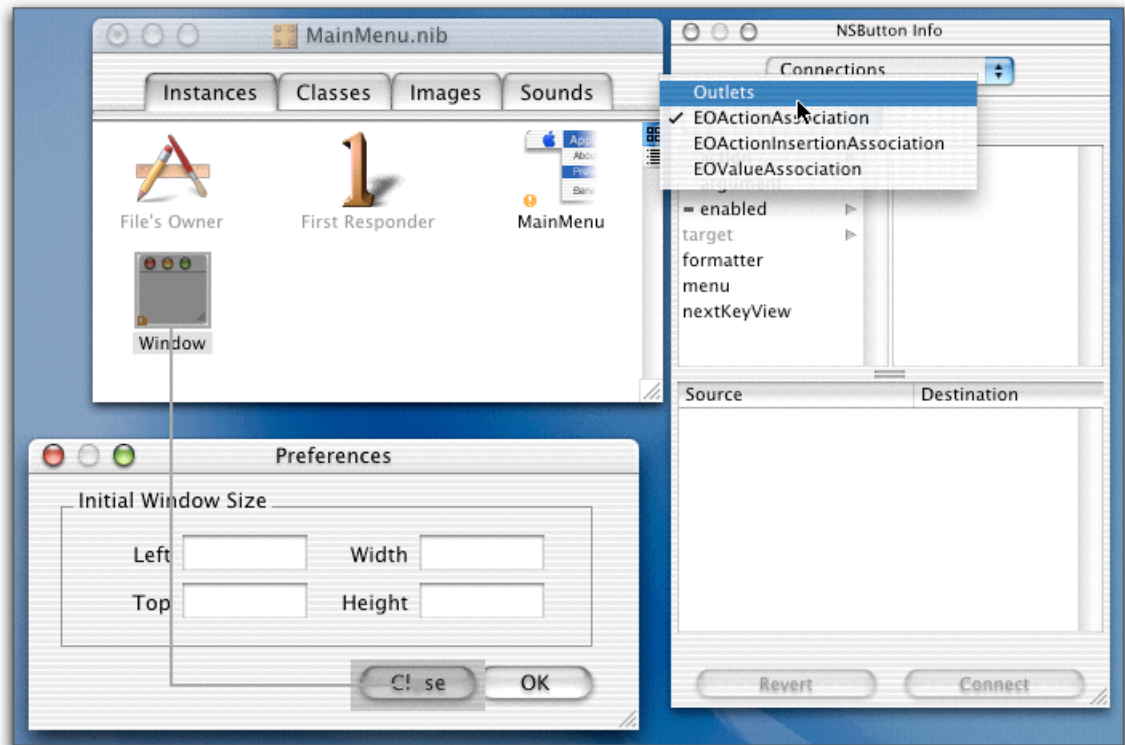 MainMenu.nib
Instances
Classes
Images
Sounds
File's Owner
First Responder
MainMenu
Window
NSButton Info
Connections
Outlets
✓ EOActionAssociation
EOActionInsertionAssociation
EOValueAssociation
argument
= enabled
target
formatter
menu
nextKeyView
Source
Destination
Revert
Connect
Preferences
Initial Window Size
Left
Width
Top
Height
OK